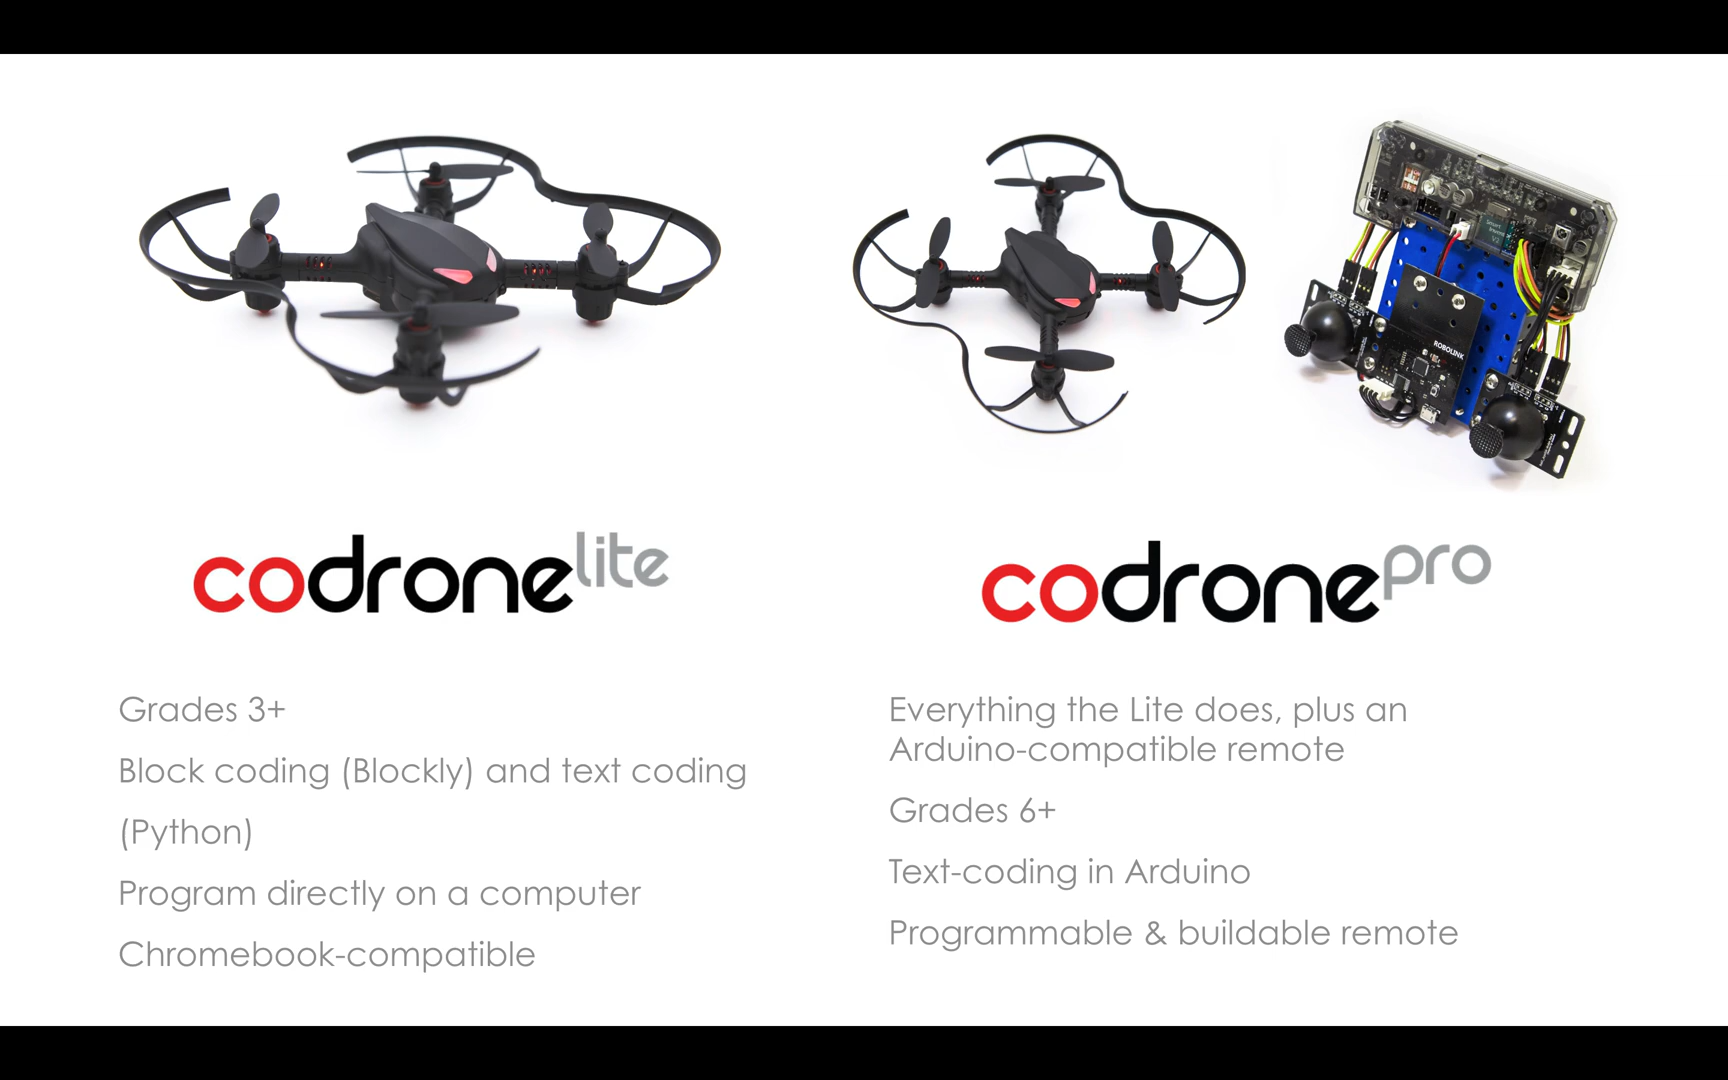 ROBOLINK
codronelite
codronepro
Grades 3+
Block coding (Blockly) and text coding
(Python)
Program directly on a computer
Chromebook-compatible
Everything the Lite does, plus an
Arduino-compatible remote
Grades 6+
Text-coding in Arduino
Programmable & buildable remote